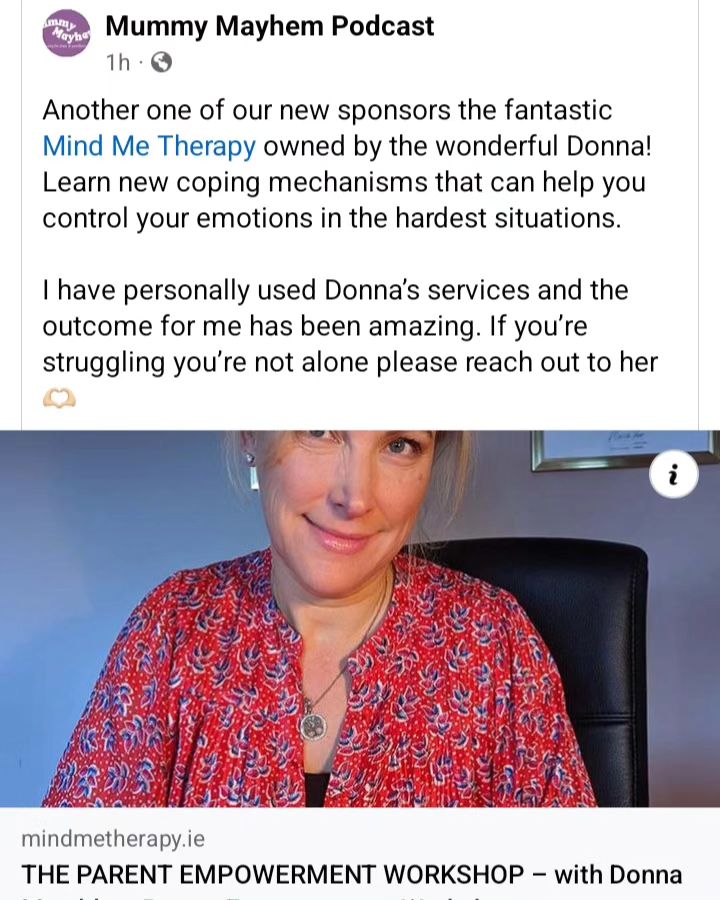 Mummy Mayhem Podcast
1h ·
Another one of our new sponsors the fantastic
Mind Me Therapy owned by the wonderful Donna!
Learn new coping mechanisms that can help you
control your emotions in the hardest situations.
I have personally used Donna’s services and the
outcome for me has been amazing. If you’re
struggling you’re not alone please reach out to her
🫶🏻
i
mindmetherapy.ie
THE PARENT EMPOWERMENT WORKSHOP – with Donna